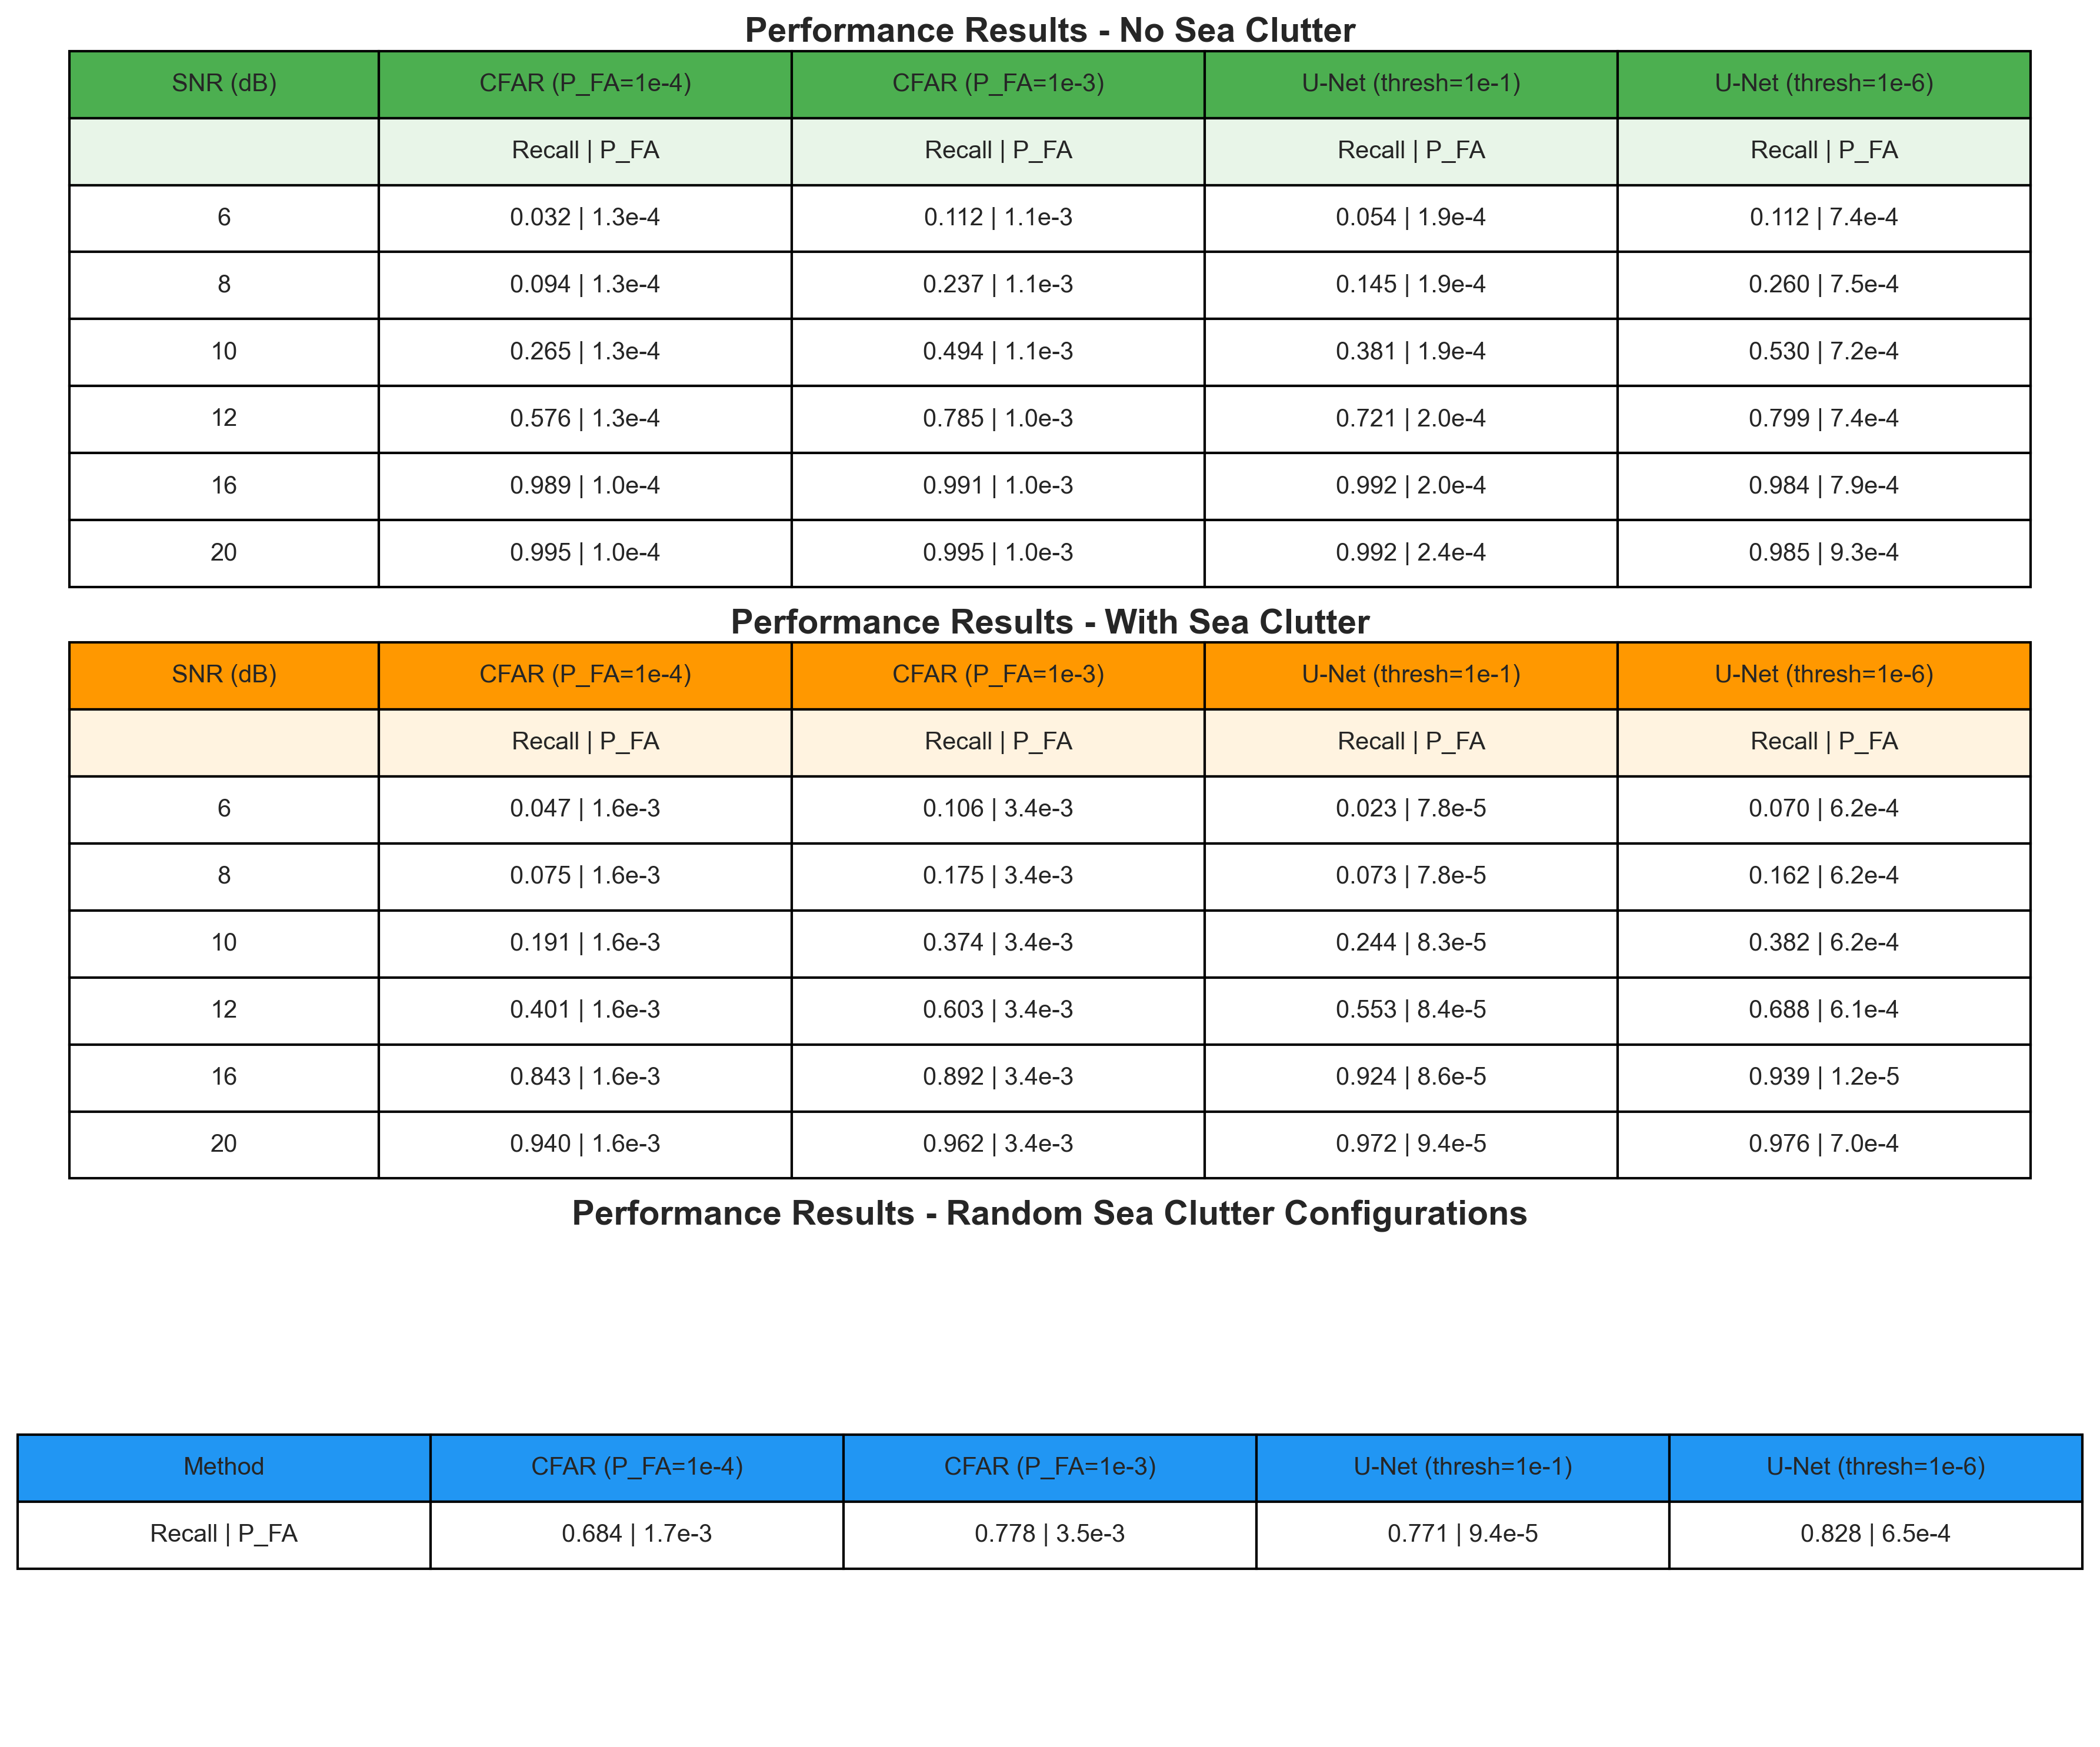 Performance Results - No Sea Clutter
SNR (dB) CFAR (P_FA=1e-4) CFAR (P_FA=1e-3) U-Net (thresh=1e-1) U-Net (thresh=1e-6)
Recall | P_FA Recall | P_FA Recall | P_FA Recall | P_FA
6 0.032 | 1.3e-4 0.112 | 1.1e-3 0.054 | 1.9e-4 0.112 | 7.4e-4
8 0.094 | 1.3e-4 0.237 | 1.1e-3 0.145 | 1.9e-4 0.260 | 7.5e-4
10 0.265 | 1.3e-4 0.494 | 1.1e-3 0.381 | 1.9e-4 0.530 | 7.2e-4
12 0.576 | 1.3e-4 0.785 | 1.0e-3 0.721 | 2.0e-4 0.799 | 7.4e-4
16 0.989 | 1.0e-4 0.991 | 1.0e-3 0.992 | 2.0e-4 0.984 | 7.9e-4
20 0.995 | 1.0e-4 0.995 | 1.0e-3 0.992 | 2.4e-4 0.985 | 9.3e-4
Performance Results - With Sea Clutter
SNR (dB) CFAR (P_FA=1e-4) CFAR (P_FA=1e-3) U-Net (thresh=1e-1) U-Net (thresh=1e-6)
Recall | P_FA Recall | P_FA Recall | P_FA Recall | P_FA
6 0.047 | 1.6e-3 0.106 | 3.4e-3 0.023 | 7.8e-5 0.070 | 6.2e-4
8 0.075 | 1.6e-3 0.175 | 3.4e-3 0.073 | 7.8e-5 0.162 | 6.2e-4
10 0.191 | 1.6e-3 0.374 | 3.4e-3 0.244 | 8.3e-5 0.382 | 6.2e-4
12 0.401 | 1.6e-3 0.603 | 3.4e-3 0.553 | 8.4e-5 0.688 | 6.1e-4
16 0.843 | 1.6e-3 0.892 | 3.4e-3 0.924 | 8.6e-5 0.939 | 1.2e-5
20 0.940 | 1.6e-3 0.962 | 3.4e-3 0.972 | 9.4e-5 0.976 | 7.0e-4
Performance Results - Random Sea Clutter Configurations
Method CFAR (P_FA=1e-4) CFAR (P_FA=1e-3) U-Net (thresh=1e-1) U-Net (thresh=1e-6)
Recall | P_FA 0.684 | 1.7e-3 0.778 | 3.5e-3 0.771 | 9.4e-5 0.828 | 6.5e-4